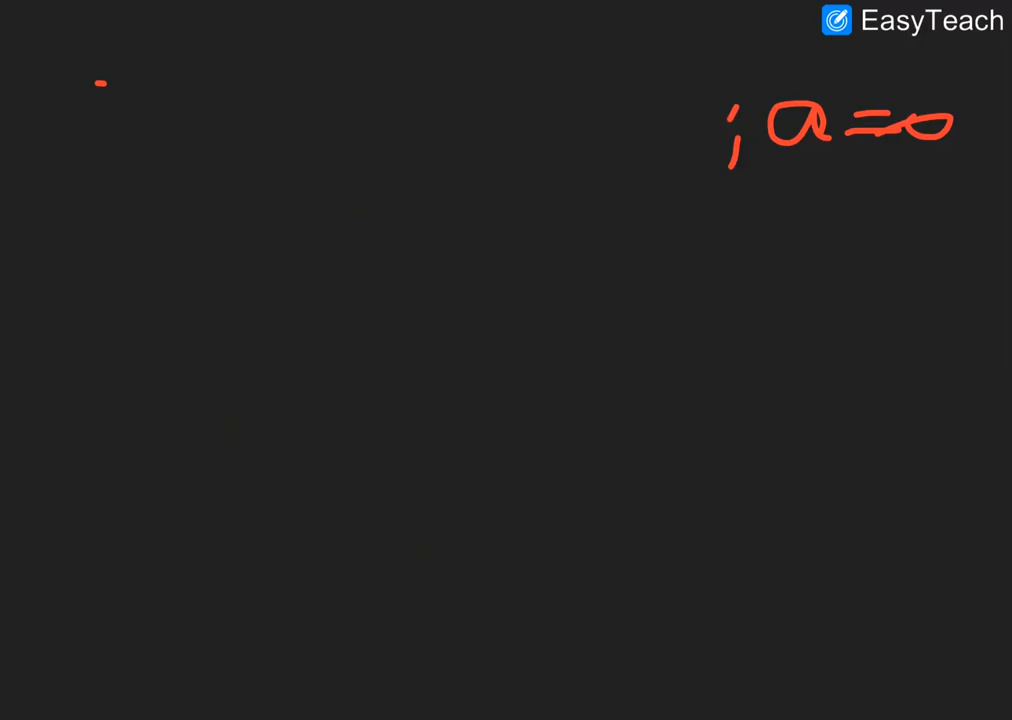 EasyTeach
; a = 0